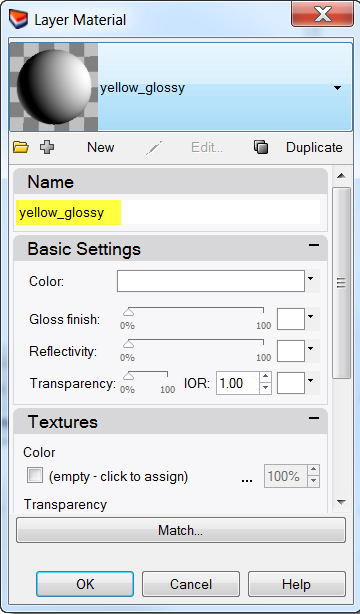 Layer Material
yellow_glossy
New Edit... Duplicate
Name
yellow_glossy
Basic Settings
Color:
Gloss finish: 0% 100
Reflectivity: 0% 100
Transparency: 0% 100 IOR: 1.00
Textures
Color
(empty - click to assign) ... 100%
Transparency
Match...
OK Cancel Help